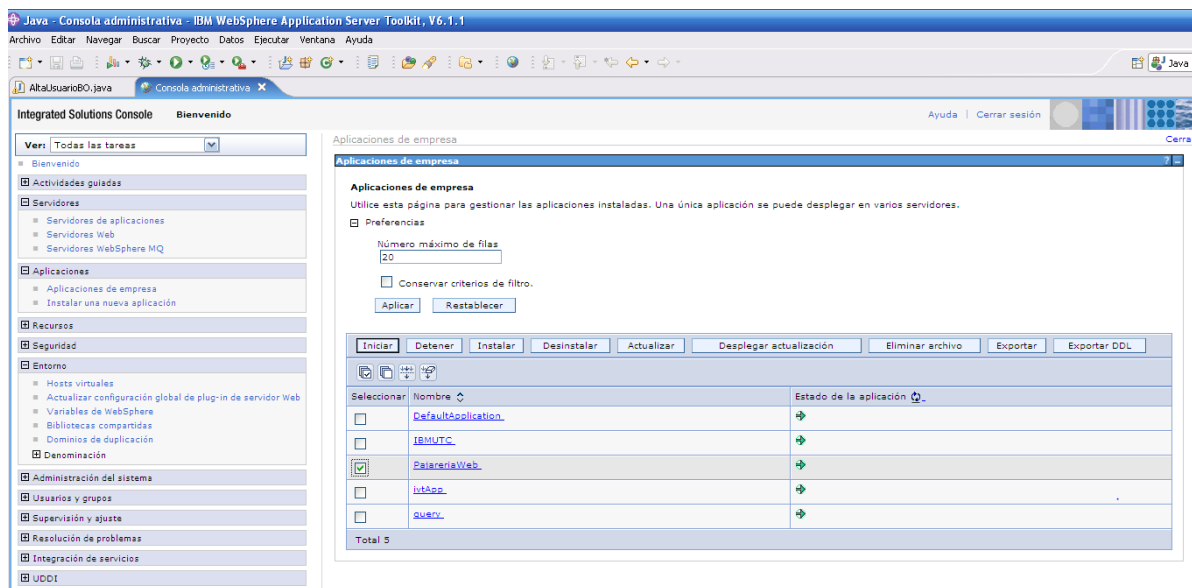 Java - Consola administrativa - IBM WebSphere Application Server Toolkit, V6.1.1
Archivo Editar Navegar Buscar Proyecto Datos Ejecutar Ventana Ayuda
Java
AltaUsuarioBO.java Consola administrativa
Integrated Solutions Console Bienvenido Ayuda | Cerrar sesión
Ver: Todas las tareas
Bienvenido
Actividades guiadas
Servidores
Servidores de aplicaciones
Servidores Web
Servidores WebSphere MQ
Aplicaciones
Aplicaciones de empresa
Instalar una nueva aplicación
Recursos
Seguridad
Entorno
Hosts virtuales
Actualizar configuración global de plug-in de servidor Web
Variables de WebSphere
Bibliotecas compartidas
Dominios de duplicación
Denominación
Administración del sistema
Usuarios y grupos
Supervisión y ajuste
Resolución de problemas
Integración de servicios
UDDI
Aplicaciones de empresa Cerra
Aplicaciones de empresa ? -
Aplicaciones de empresa
Utilice esta página para gestionar las aplicaciones instaladas. Una única aplicación se puede desplegar en varios servidores.
Preferencias
Número máximo de filas
20
Conservar criterios de filtro.
Aplicar Restablecer
Iniciar Detener Instalar Desinstalar Actualizar Desplegar actualización Eliminar archivo Exportar Exportar DDL
Seleccionar Nombre Estado de la aplicación
DefaultApplication
IBMUTC
PajareriaWeb
ivtApp
query
Total 5